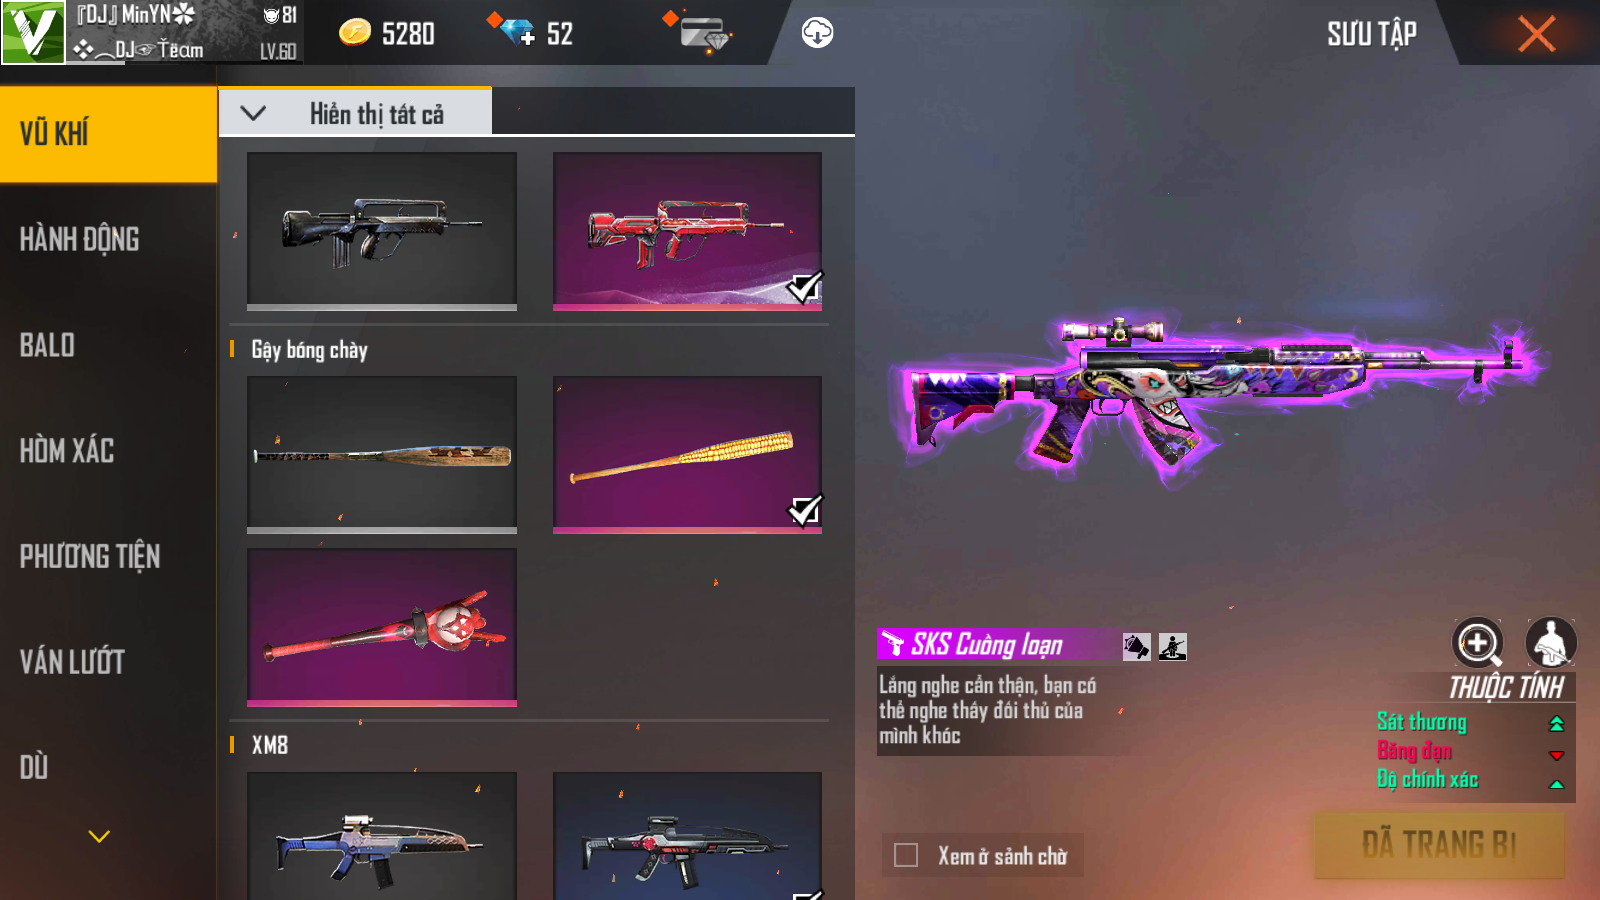 『DJ』MinYN✤
81
❖︵DJ☞Ťëam
LV.60
5280
52
SƯU TẬP
VŨ KHÍ
HÀNH ĐỘNG
BALO
HÒM XÁC
PHƯƠNG TIỆN
VÁN LƯỚT
DÙ
Hiển thị tất cả
Gậy bóng chày
XM8
SKS Cuồng loạn
Lắng nghe cẩn thận, bạn có
thể nghe thấy đối thủ của
mình khóc
Xem ở sảnh chờ
THUỘC TÍNH
Sát thương
Băng đạn
Độ chính xác
ĐÃ TRANG BỊ